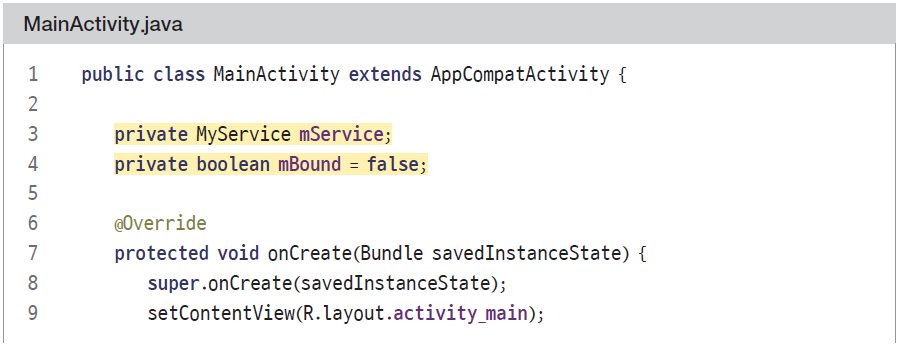 MainActivity.java
1 public class MainActivity extends AppCompatActivity {
2
3 private MyService mService;
4 private boolean mBound = false;
5
6 @Override
7 protected void onCreate(Bundle savedInstanceState) {
8 super.onCreate(savedInstanceState);
9 setContentView(R.layout.activity_main);